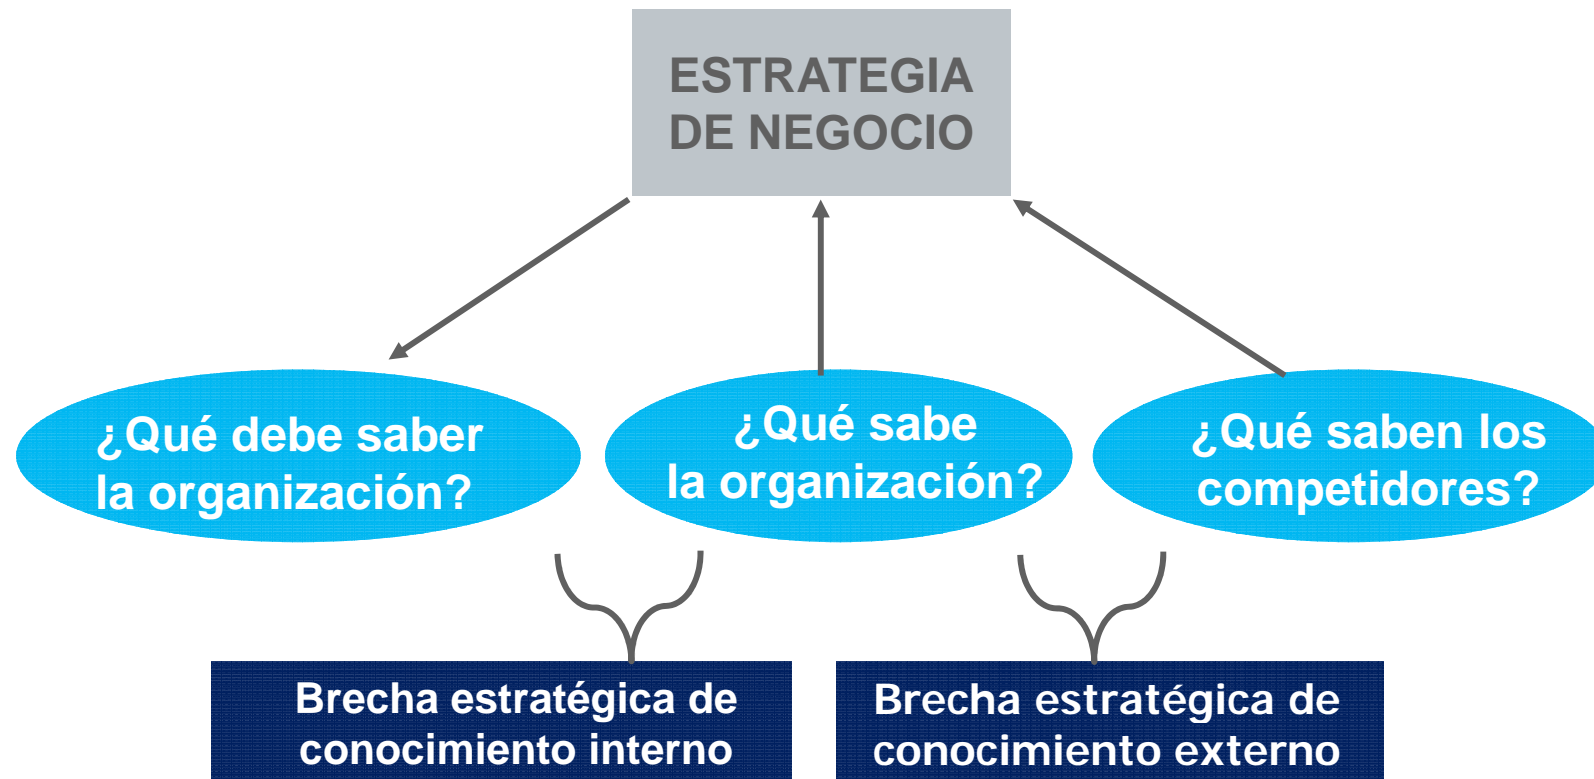 ESTRATEGIA
DE NEGOCIO
¿Qué debe saber
la organización?
¿Qué sabe
la organización?
¿Qué saben los
competidores?
Brecha estratégica de
conocimiento interno
Brecha estratégica de
conocimiento externo